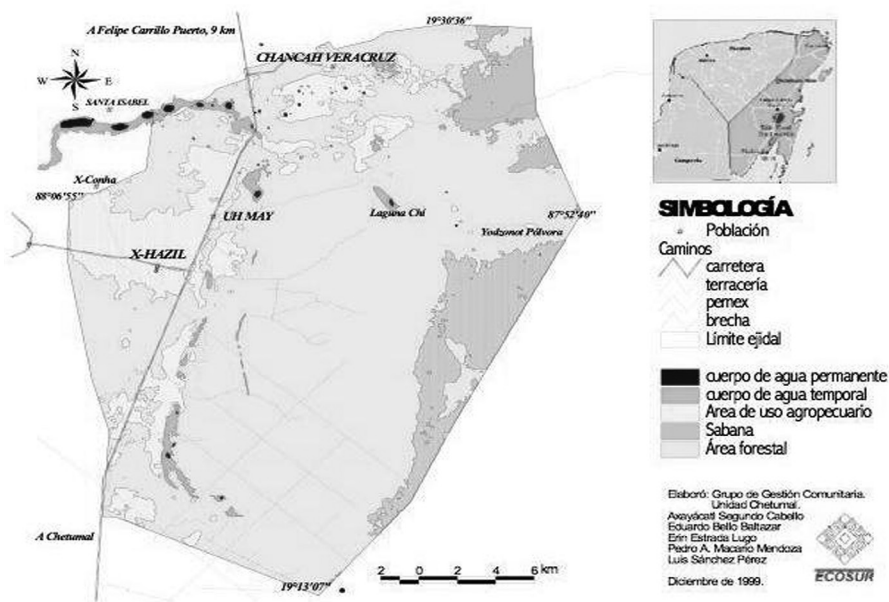 A Felipe Carrillo Puerto, 9 km
19°30'36"
CHANCAH VERACRUZ
N
W E
S
SANTA ISABEL
X-Conha
88°06'55"
UH MAY
Laguna Chi
87°52'40"
Yodzonot Pólvora
X-HAZIL
A Chetumal
19°13'07"
2 0 2 4 6 km
SIMBOLOGÍA
Población
Caminos
carretera
terracería
pemex
brecha
Límite ejidal
cuerpo de agua permanente
cuerpo de agua temporal
Area de uso agropecuario
Sabana
Área forestal
Elaboró: Grupo de Gestión Comunitaria.
Unidad Chetumal.
Axayácatl Segundo Cabello
Eduardo Bello Baltazar
Erin Estrada Lugo
Pedro A. Macario Mendoza
Luis Sánchez Pérez
Diciembre de 1999.
ECOSUR